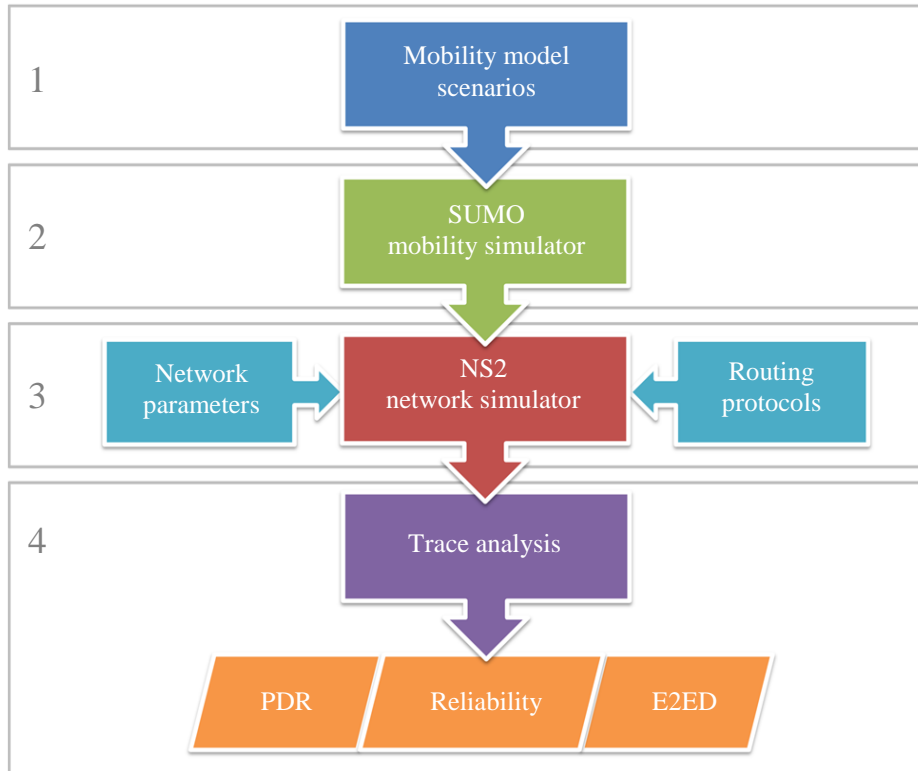 1
Mobility model
scenarios
2
SUMO
mobility simulator
3
Network
parameters
NS2
network simulator
Routing
protocols
4
Trace analysis
PDR
Reliability
E2ED